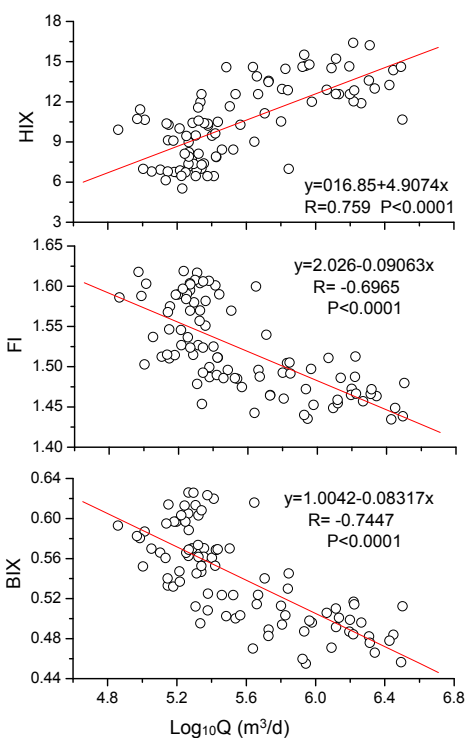 18
15
12
9
6
3
HIX
y=016.85+4.9074x
R=0.759 P<0.0001
1.65
1.60
1.55
1.50
1.45
1.40
FI
y=2.026-0.09063x
R= -0.6965
P<0.0001
0.64
0.60
0.56
0.52
0.48
0.44
BIX
y=1.0042-0.08317x
R= -0.7447
P<0.0001
4.8 5.2 5.6 6.0 6.4 6.8
Log₁₀Q (m³/d)